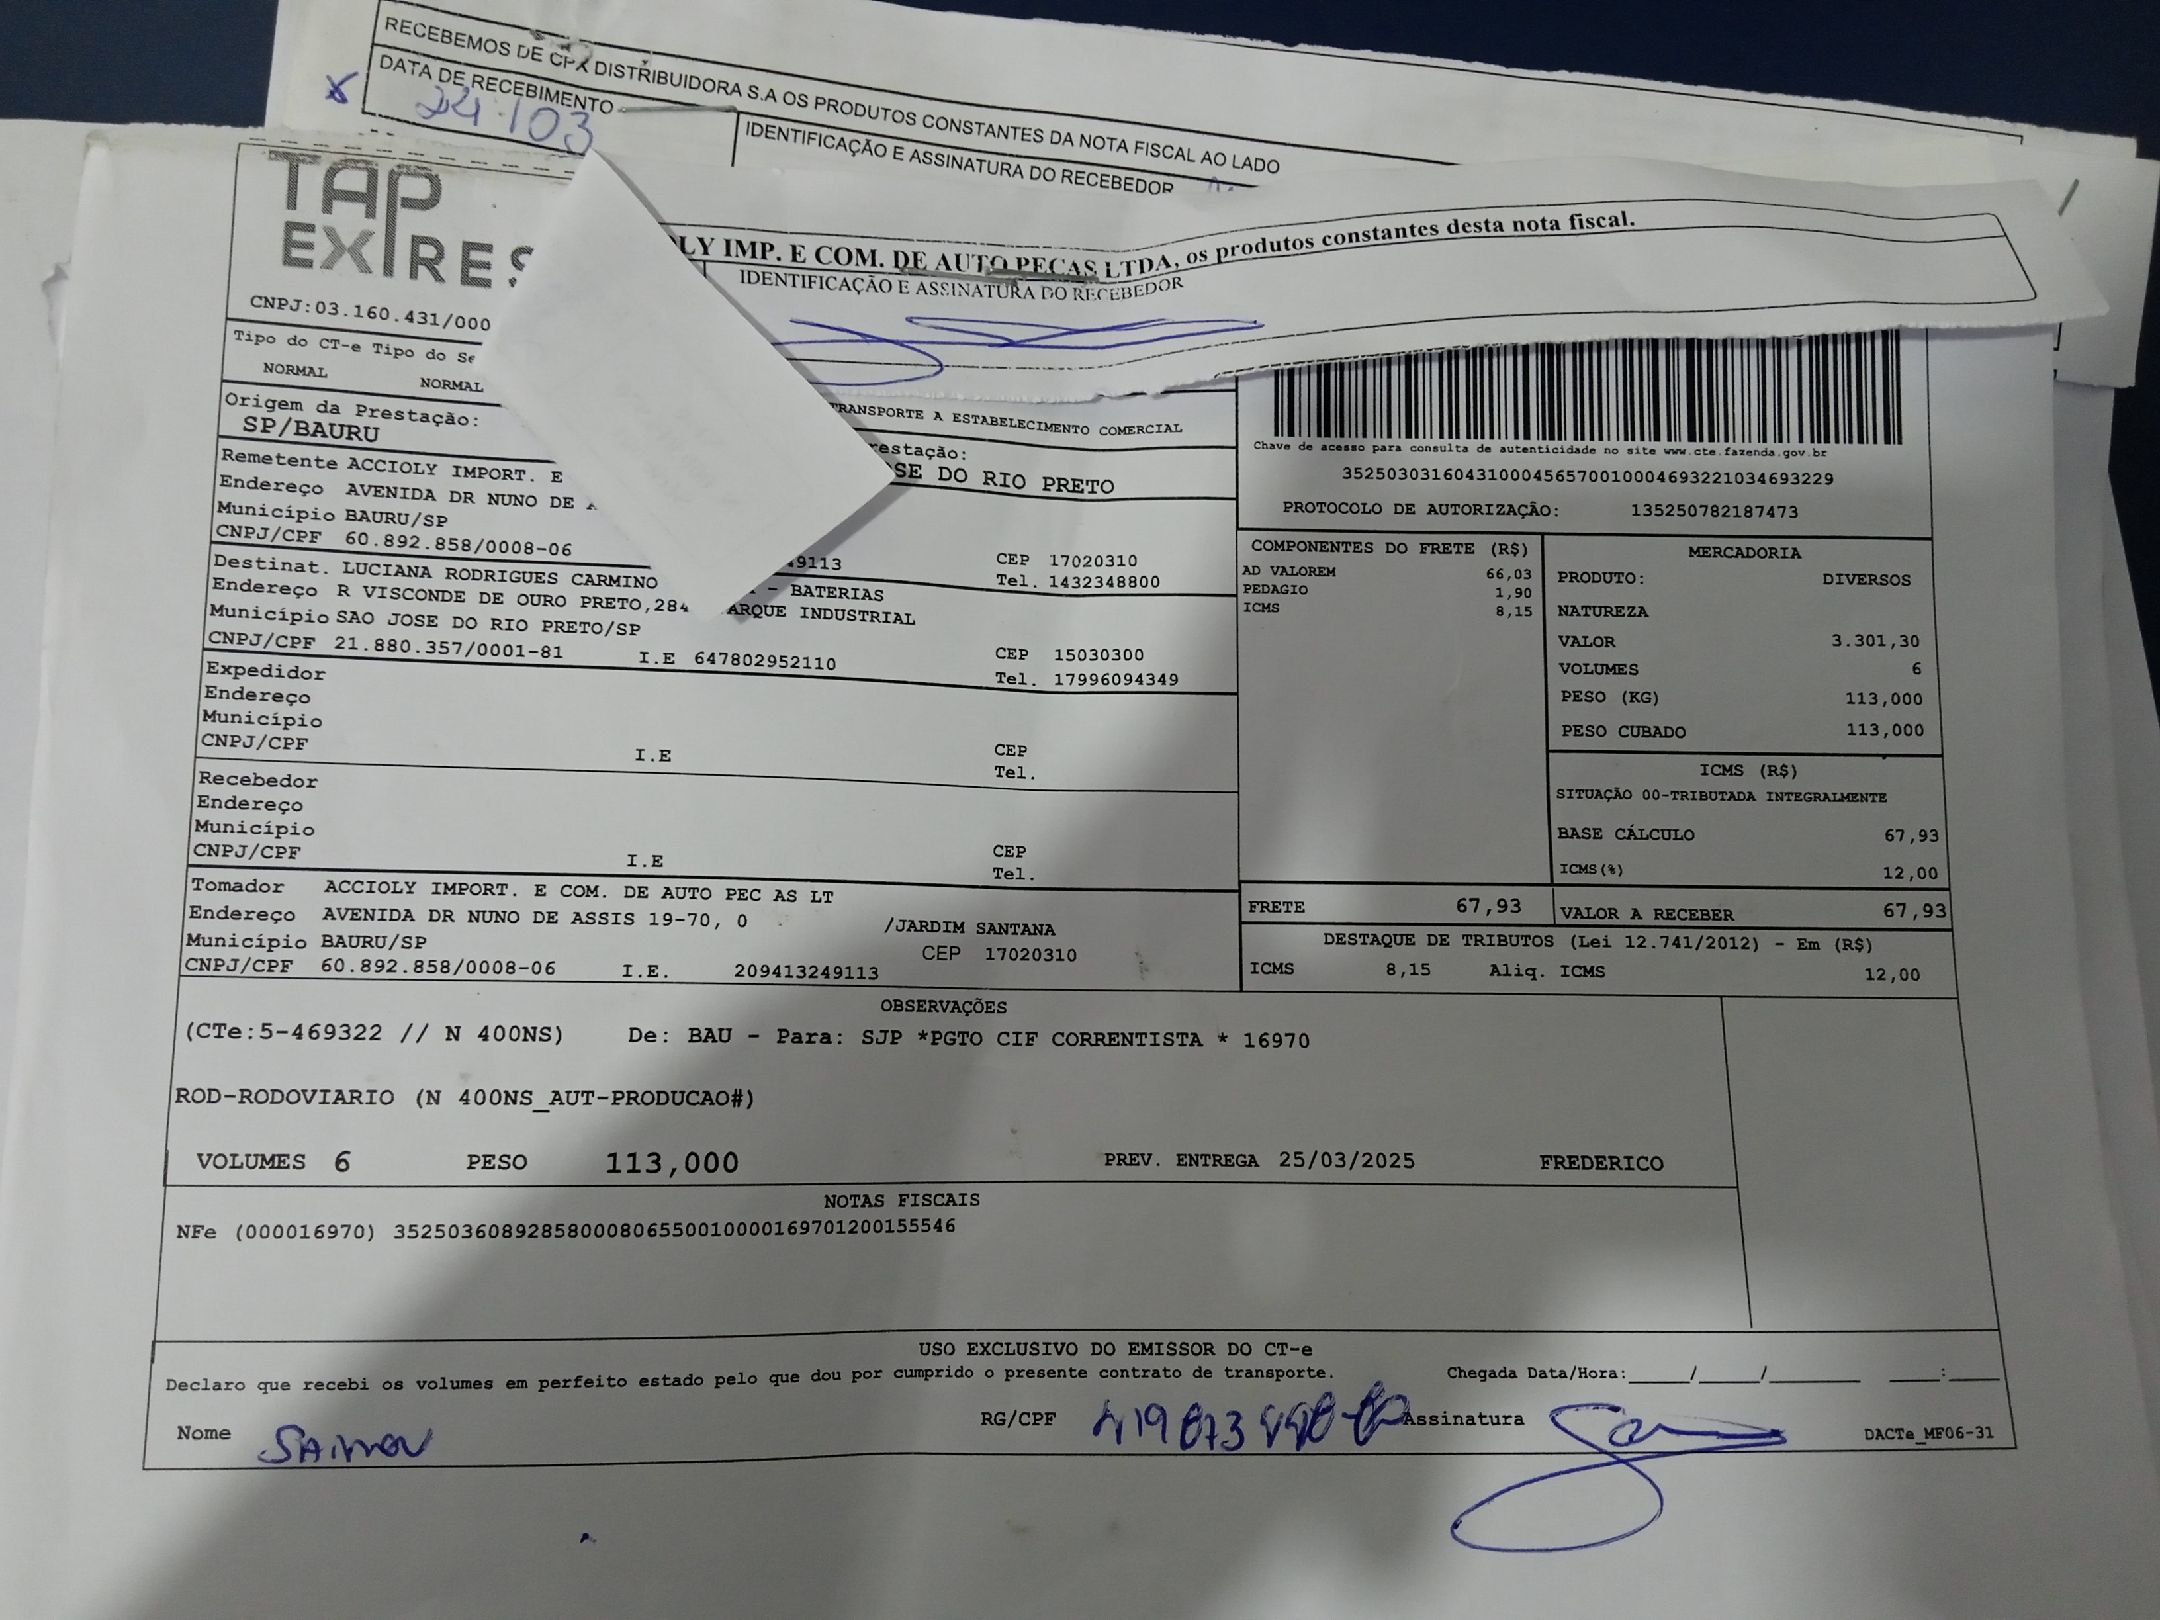 RECEBEMOS DE CPX DISTRIBUIDORA S.A OS PRODUTOS CONSTANTES DA NOTA FISCAL AO LADO
DATA DE RECEBIMENTO
24/03
IDENTIFICAÇÃO E ASSINATURA DO RECEBEDOR
LY IMP. E COM. DE AUTO PEÇAS LTDA, os produtos constantes desta nota fiscal.
IDENTIFICAÇÃO E ASSINATURA DO RECEBEDOR
TAP
EXPRES
CNPJ:03.160.431/000
Tipo do CT-e Tipo do Se
NORMAL NORMAL
TRANSPORTE A ESTABELECIMENTO COMERCIAL
Origem da Prestação:
SP/BAURU
estação:
SE DO RIO PRETO
Chave de acesso para consulta de autenticidade no site www.cte.fazenda.gov.br
35250303160431000456570010004693221034693229
PROTOCOLO DE AUTORIZAÇÃO: 135250782187473
Remetente ACCIOLY IMPORT. E
Endereço AVENIDA DR NUNO DE A
Município BAURU/SP
CNPJ/CPF 60.892.858/0008-06 49113
CEP 17020310
Tel. 1432348800
Destinat. LUCIANA RODRIGUES CARMINO - BATERIAS
Endereço R VISCONDE DE OURO PRETO,284 ARQUE INDUSTRIAL
Município SAO JOSE DO RIO PRETO/SP
CNPJ/CPF 21.880.357/0001-81 I.E 647802952110
CEP 15030300
Tel. 17996094349
Expedidor
Endereço
Município
CNPJ/CPF I.E
CEP
Tel.
Recebedor
Endereço
Município
CNPJ/CPF I.E
CEP
Tel.
Tomador ACCIOLY IMPORT. E COM. DE AUTO PEC AS LT
Endereço AVENIDA DR NUNO DE ASSIS 19-70, 0 /JARDIM SANTANA
Município BAURU/SP CEP 17020310
CNPJ/CPF 60.892.858/0008-06 I.E. 209413249113
COMPONENTES DO FRETE (R$)
AD VALOREM 66,03
PEDAGIO 1,90
ICMS 8,15
MERCADORIA
PRODUTO: DIVERSOS
NATUREZA
VALOR 3.301,30
VOLUMES 6
PESO (KG) 113,000
PESO CUBADO 113,000
ICMS (R$)
SITUAÇÃO 00-TRIBUTADA INTEGRALMENTE
BASE CÁLCULO 67,93
ICMS(%) 12,00
FRETE 67,93 VALOR A RECEBER 67,93
DESTAQUE DE TRIBUTOS (Lei 12.741/2012) - Em (R$)
ICMS 8,15 Aliq. ICMS 12,00
OBSERVAÇÕES
(CTe:5-469322 // N 400NS) De: BAU - Para: SJP *PGTO CIF CORRENTISTA * 16970
ROD-RODOVIARIO (N 400NS_AUT-PRODUCAO#)
VOLUMES 6 PESO 113,000 PREV. ENTREGA 25/03/2025 FREDERICO
NOTAS FISCAIS
NFe (000016970) 35250360892858000806550010000169701200155546
USO EXCLUSIVO DO EMISSOR DO CT-e
Declaro que recebi os volumes em perfeito estado pelo que dou por cumprido o presente contrato de transporte. Chegada Data/Hora:____/____/______ ____:____
Nome RG/CPF Assinatura
DACTe_MF06-31